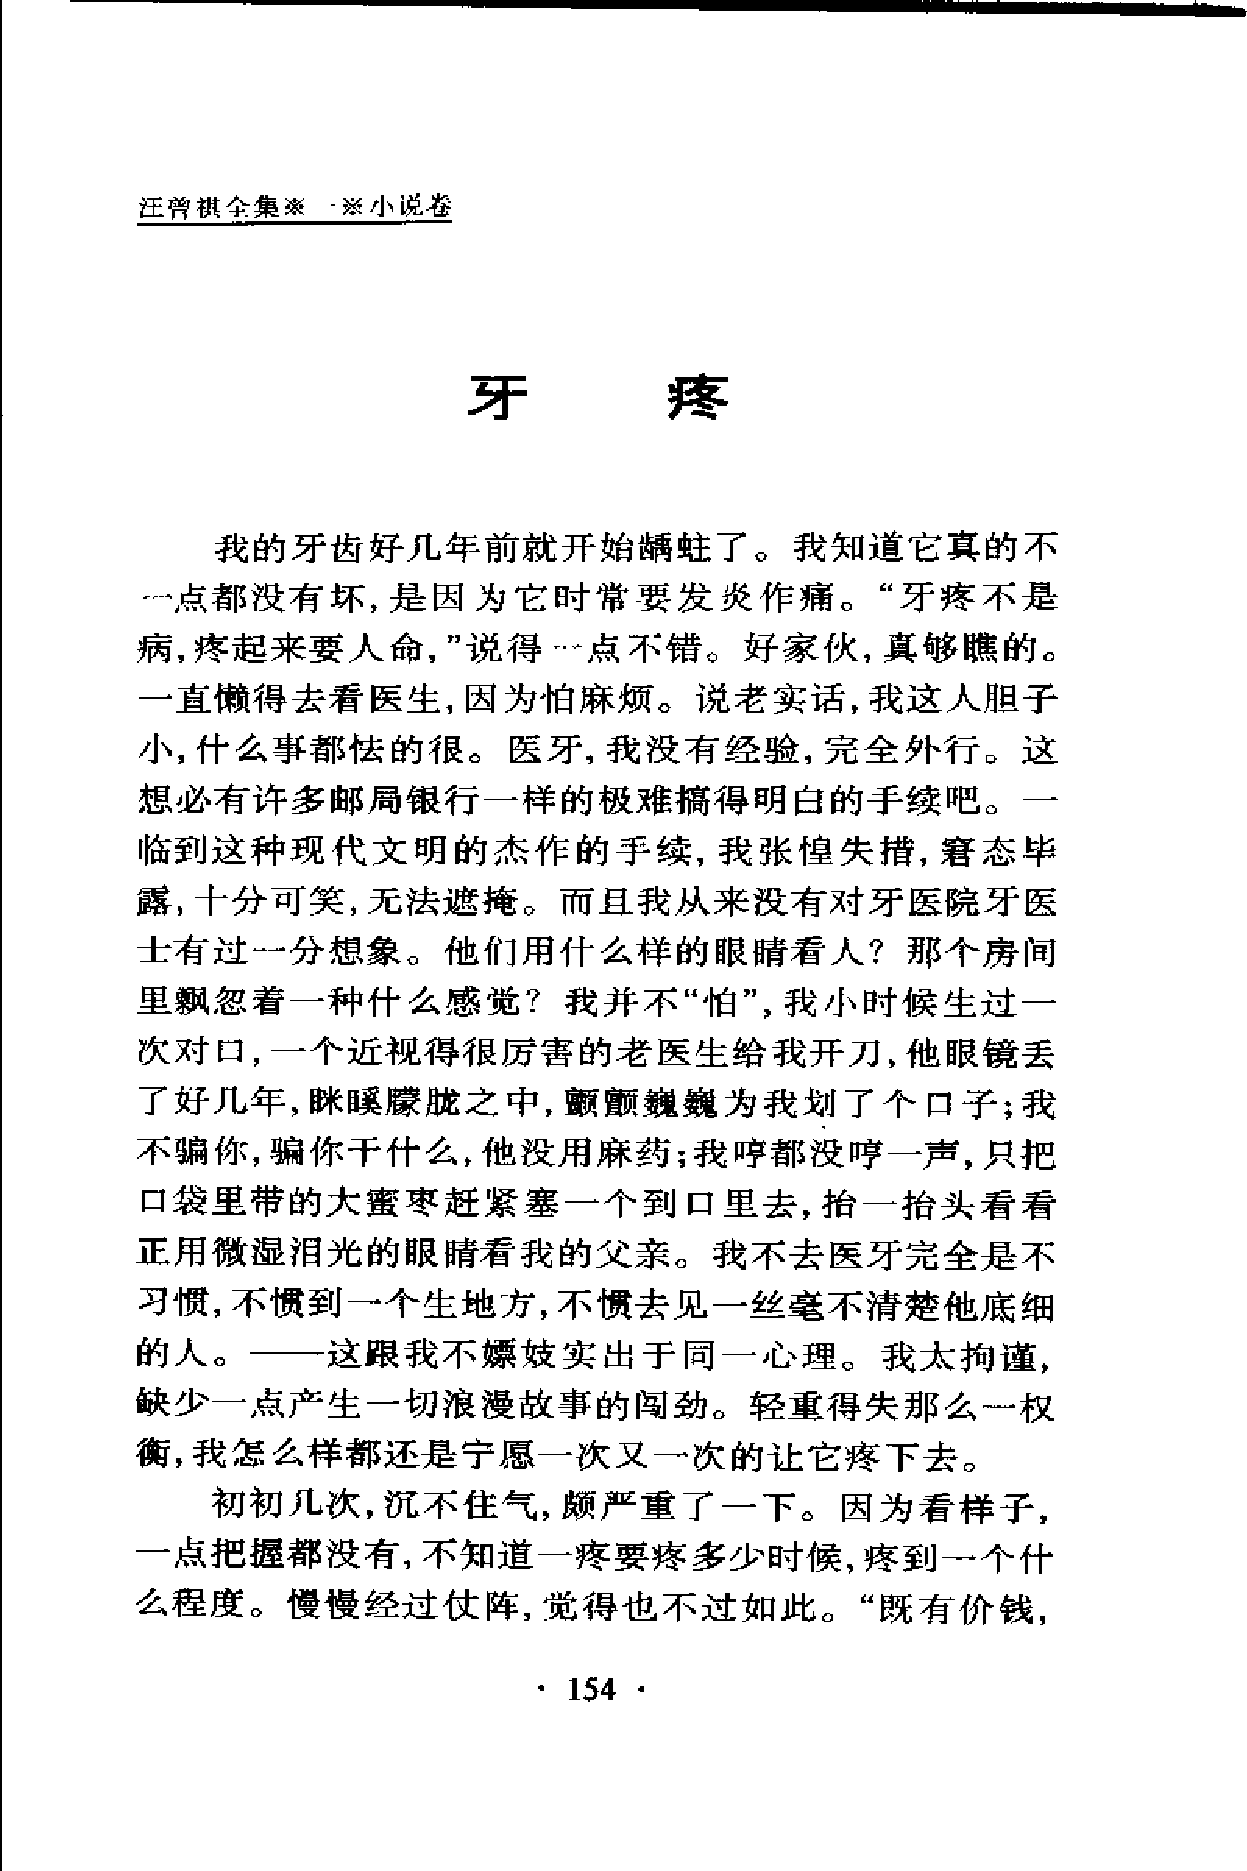 汪曾祺全集※一※小说卷
牙 疼
我的牙齿好几年前就开始龋蛀了。我知道它真的不
一点都没有坏,是因为它时常要发炎作痛。“牙疼不是
病,疼起来要人命,”说得一点不错。好家伙,真够瞧的。
一直懒得去看医生,因为怕麻烦。说老实话,我这人胆子
小,什么事都怯的很。医牙,我没有经验,完全外行。这
想必有许多邮局银行一样的极难搞得明白的手续吧。一
临到这种现代文明的杰作的手续,我张惶失措,窘态毕
露,十分可笑,无法遮掩。而且我从来没有对牙医院牙医
士有过一分想象。他们用什么样的眼睛看人?那个房间
里飘忽着一种什么感觉?我并不“怕”,我小时候生过一
次对口,一个近视得很厉害的老医生给我开刀,他眼镜丢
了好几年,眯䁖朦胧之中,颤颤巍巍为我划了个口子;我
不骗你,骗你干什么,他没用麻药;我哼都没哼一声,只把
口袋里带的大蜜枣赶紧塞一个到口里去,抬一抬头看看
正用微湿泪光的眼睛看我的父亲。我不去医牙完全是不
习惯,不惯到一个生地方,不惯去见一丝毫不清楚他底细
的人。——这跟我不嫖妓实出于同一心理。我太拘谨,
缺少一点产生一切浪漫故事的闯劲。轻重得失那么一权
衡,我怎么样都还是宁愿一次又一次的让它疼下去。
初初几次,沉不住气,颇严重了一下。因为看样子,
一点把握都没有,不知道一疼要疼多少时候,疼到一个什
么程度。慢慢经过仗阵,觉得也不过如此。“既有价钱,
· 154 ·